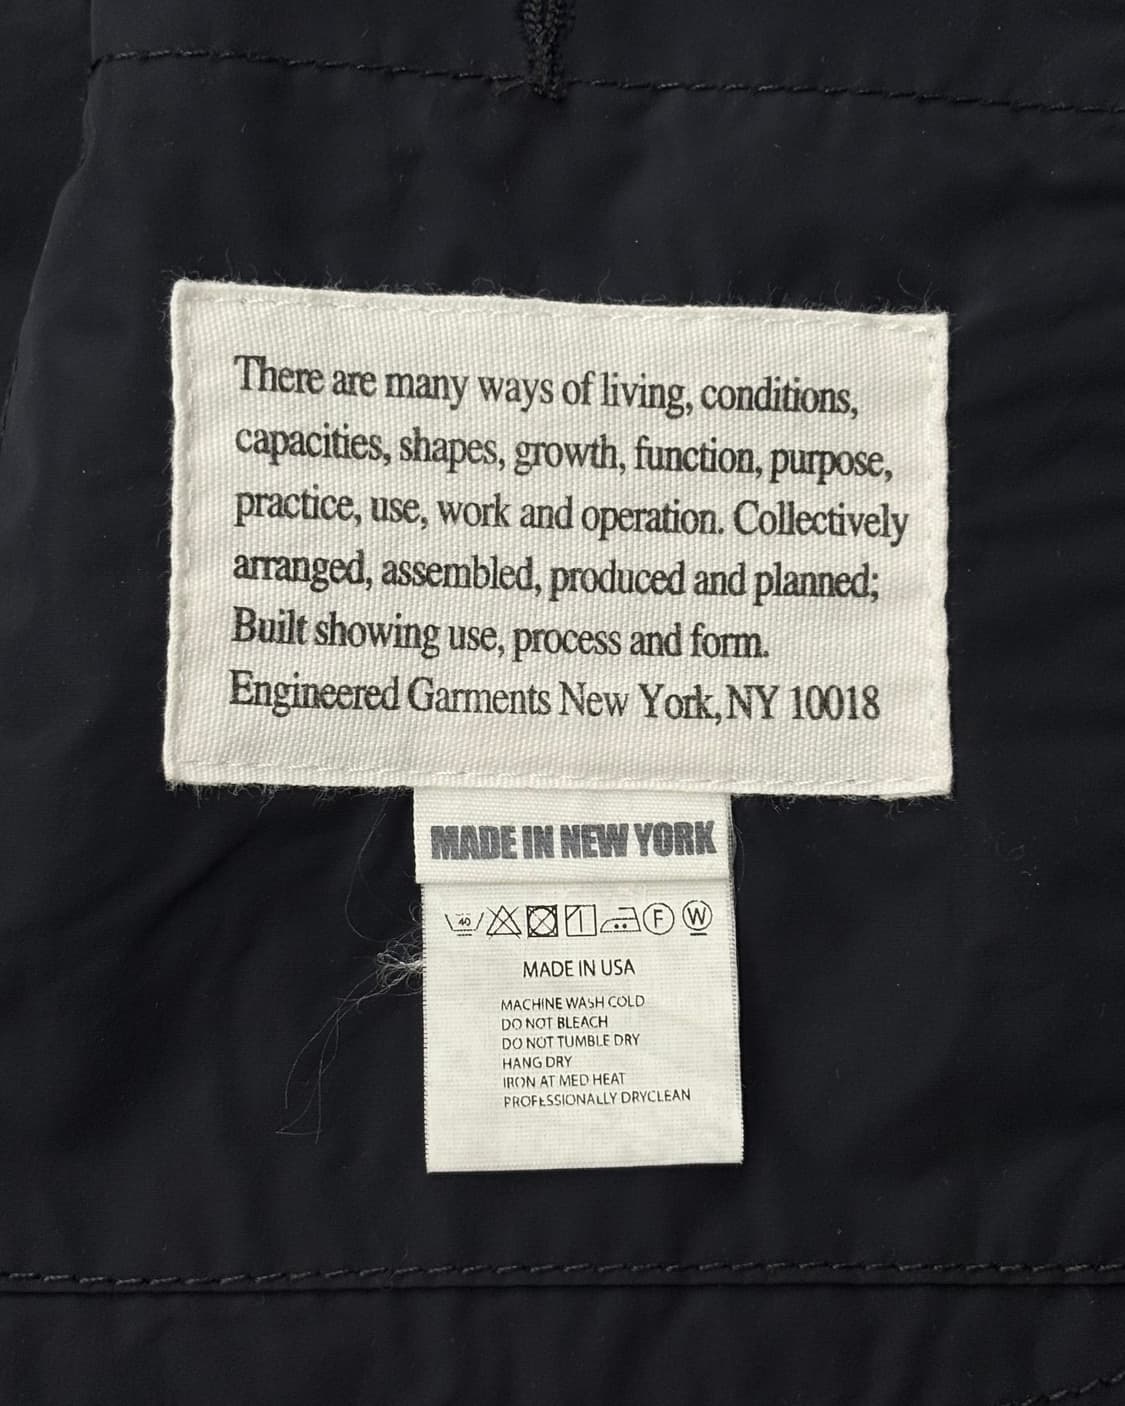 There are many ways of living, conditions,
capacities, shapes, growth, function, purpose,
practice, use, work and operation. Collectively
arranged, assembled, produced and planned;
Built showing use, process and form.
Engineered Garments New York, NY 10018
MADE IN NEW YORK
40 F W
MADE IN USA
MACHINE WASH COLD
DO NOT BLEACH
DO NOT TUMBLE DRY
HANG DRY
IRON AT MED HEAT
PROFESSIONALLY DRYCLEAN